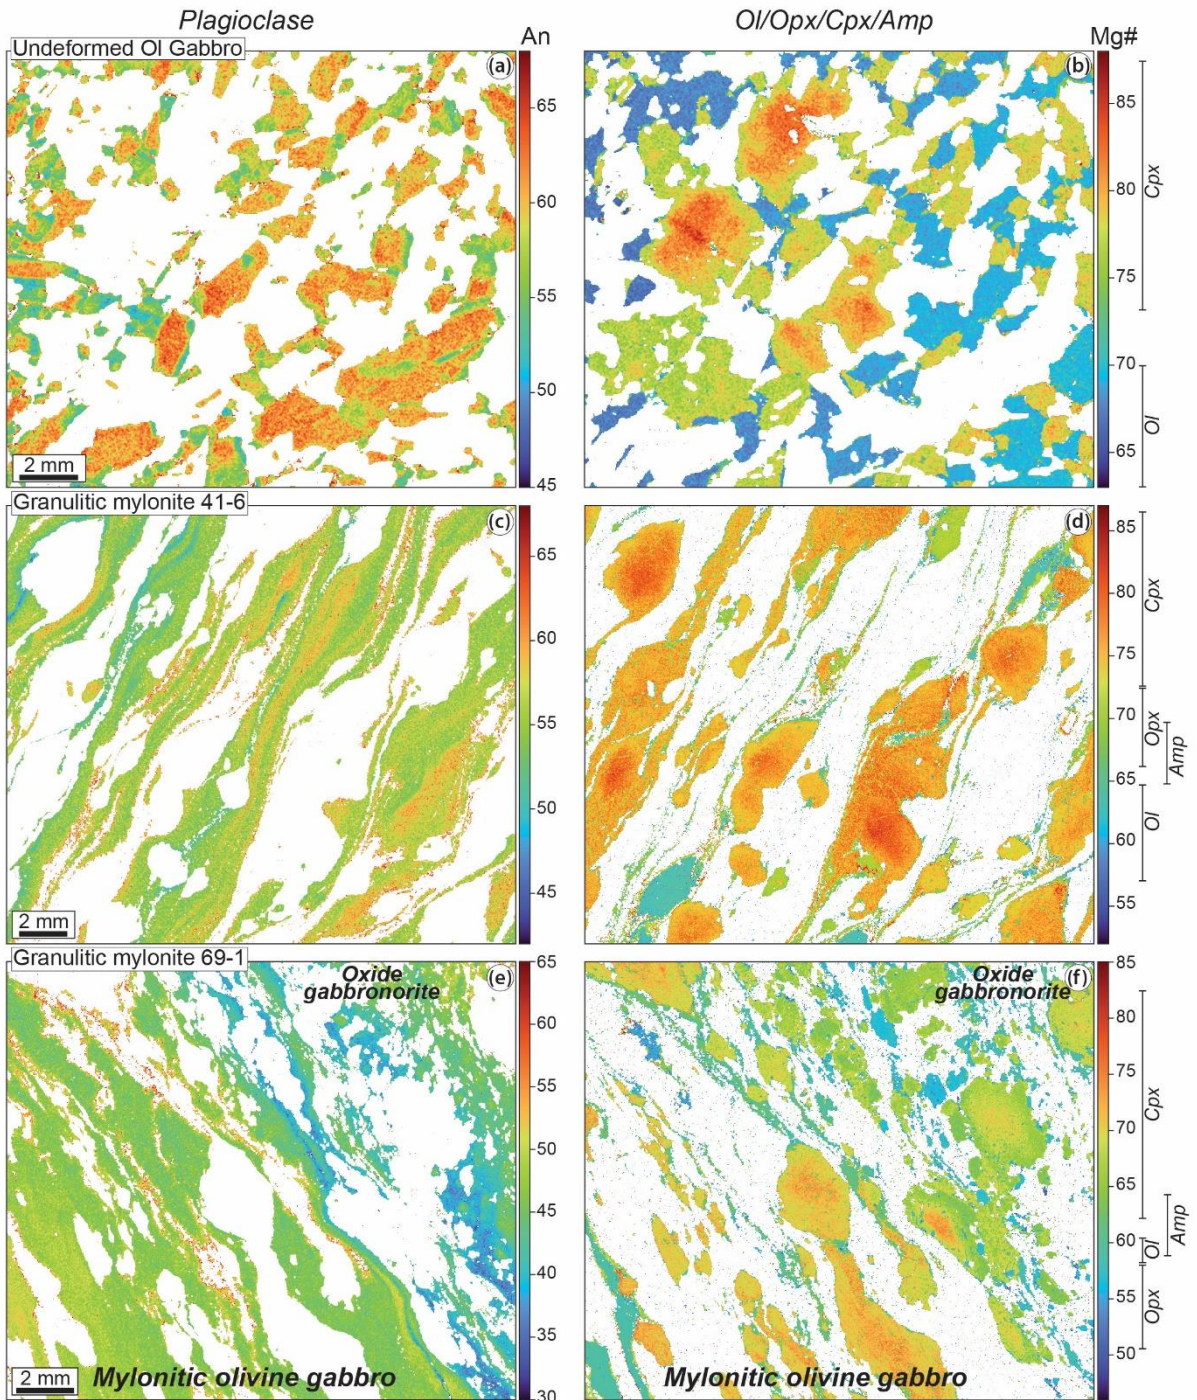 Plagioclase
Ol/Opx/Cpx/Amp
Undeformed Ol Gabbro
An
Mg#
(a)
(b)
65
60
55
50
45
85
80
75
70
65
Cpx
Ol
2 mm
Granulitic mylonite 41-6
(c)
(d)
65
60
55
50
45
85
80
75
70
65
60
55
Cpx
Opx
Amp
Ol
2 mm
Granulitic mylonite 69-1
Oxide
gabbronorite
(e)
Oxide
gabbronorite
(f)
65
60
55
50
45
40
35
30
85
80
75
70
65
60
55
50
Cpx
Amp
Ol
Opx
2 mm
Mylonitic olivine gabbro
Mylonitic olivine gabbro